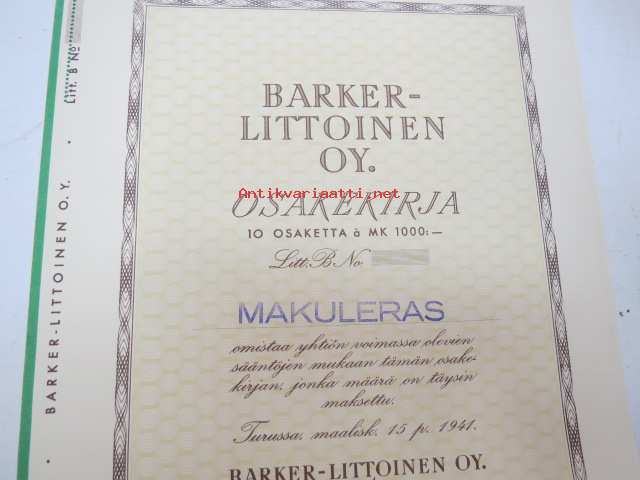 BARKER-
LITTOINEN
OY.
Antikvariaatti.net
OSAKEKIRJA
10 OSAKETTA à MK 1000:—
Litt. B No
MAKULERAS
omistaa yhtiön voimassa olevien
sääntöjen mukaan tämän osake-
kirjan, jonka määrä on täysin
maksettu.
Turussa, maalisk. 15 p. 1941.
BARKER-LITTOINEN OY.
• BARKER-LITTOINEN O.Y. •
Litt. B No